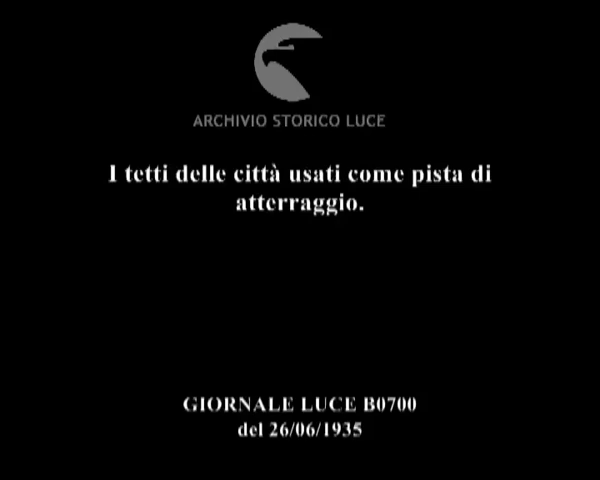 ARCHIVIO STORICO LUCE
I tetti delle città usati come pista di
atterraggio.
GIORNALE LUCE B0700
del 26/06/1935